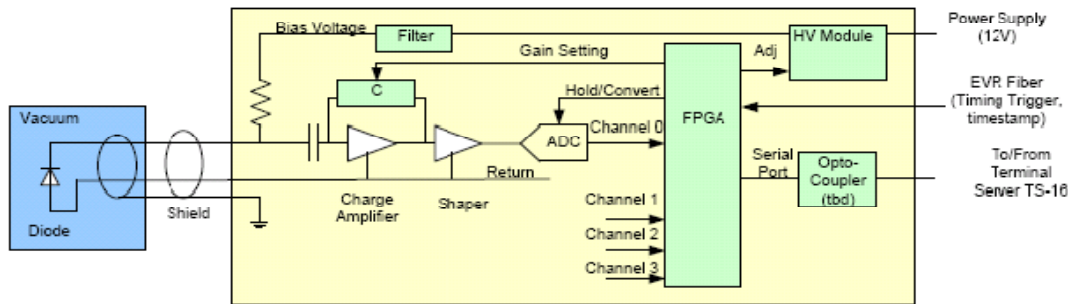 Bias Voltage
Filter
HV Module
Power Supply
(12V)
Gain Setting
Adj
C
Hold/Convert
FPGA
EVR Fiber
(Timing Trigger,
timestamp)
Vacuum
ADC
Channel 0
Serial
Port
Opto-
Coupler
(tbd)
To/From
Terminal
Server TS-16
Return
Shield
Charge
Amplifier
Shaper
Channel 1
Diode
Channel 2
Channel 3